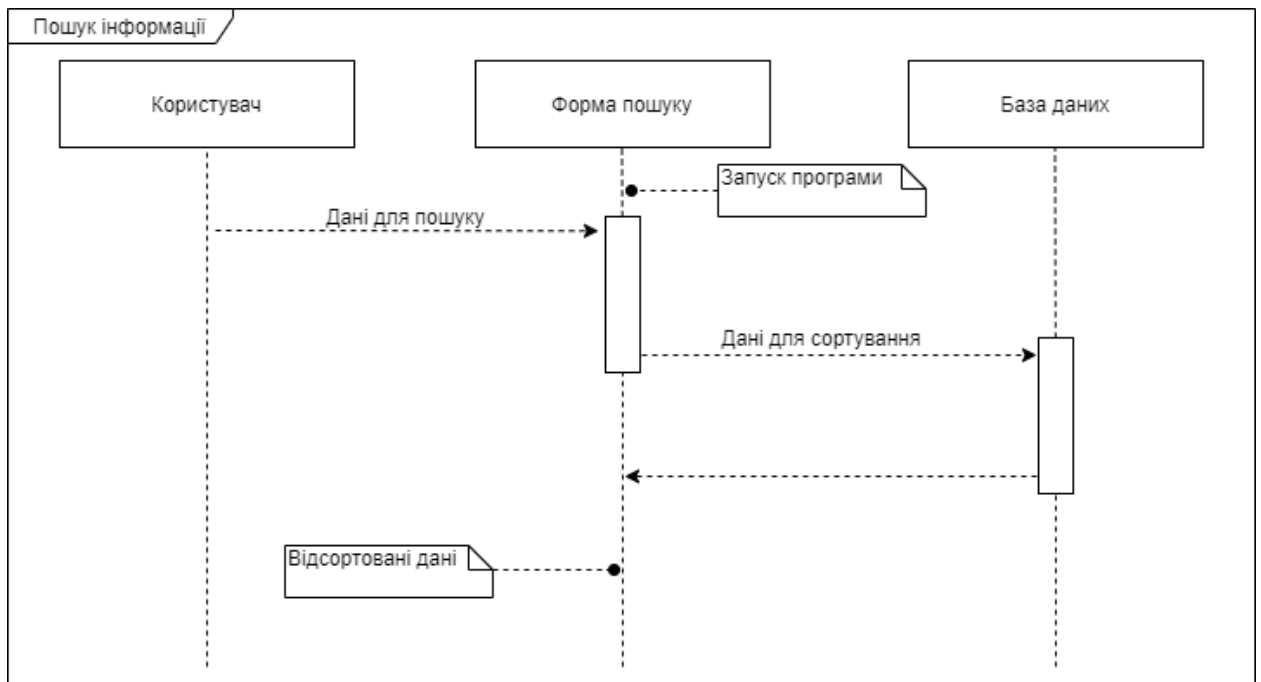 Пошук інформації
Користувач
Форма пошуку
База даних
Запуск програми
Дані для пошуку
Дані для сортування
Відсортовані дані